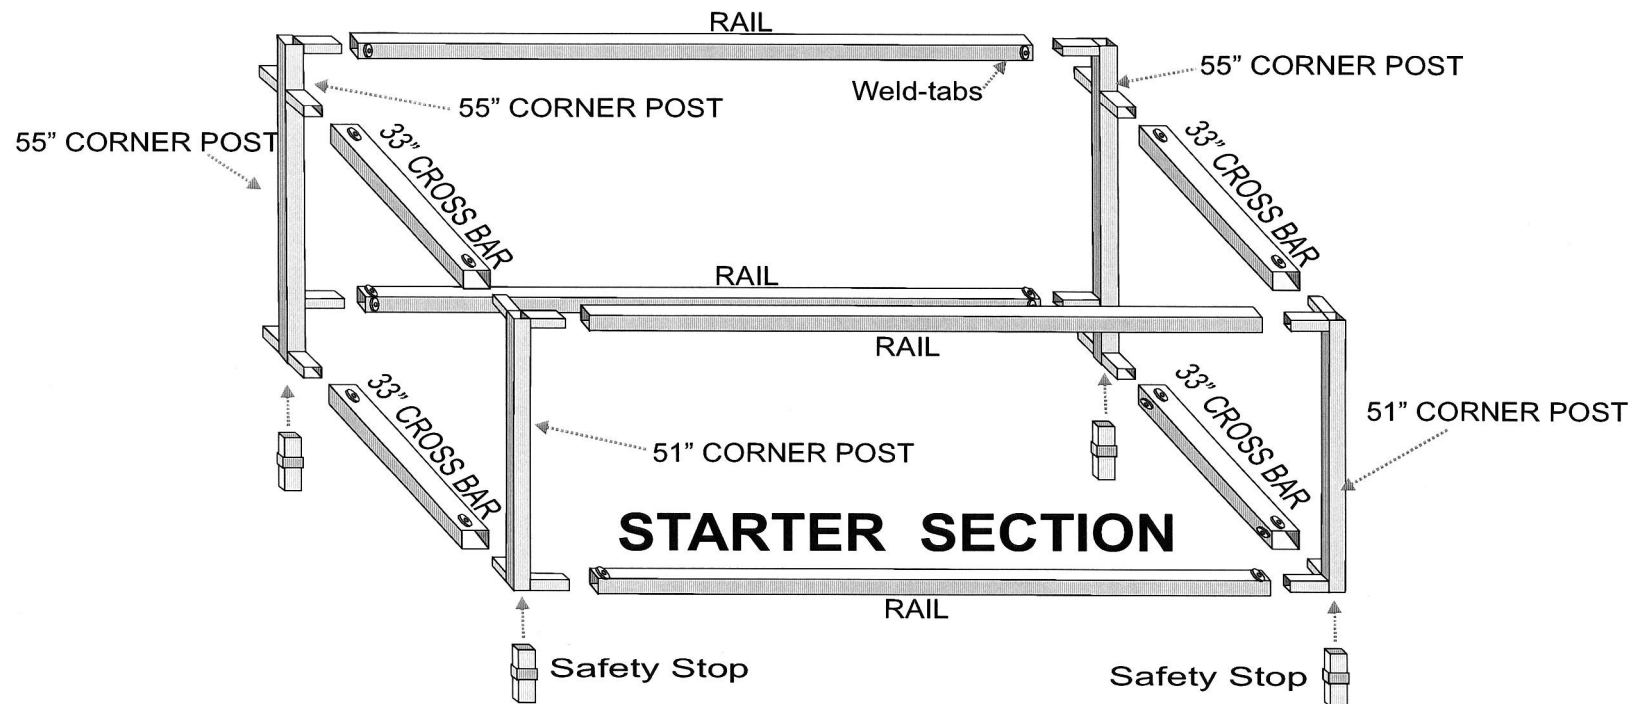 RAIL
55” CORNER POST
Weld-tabs
55” CORNER POST
55” CORNER POST
33” CROSS BAR
33” CROSS BAR
RAIL
RAIL
33” CROSS BAR
33” CROSS BAR
51” CORNER POST
51” CORNER POST
STARTER SECTION
RAIL
Safety Stop
Safety Stop